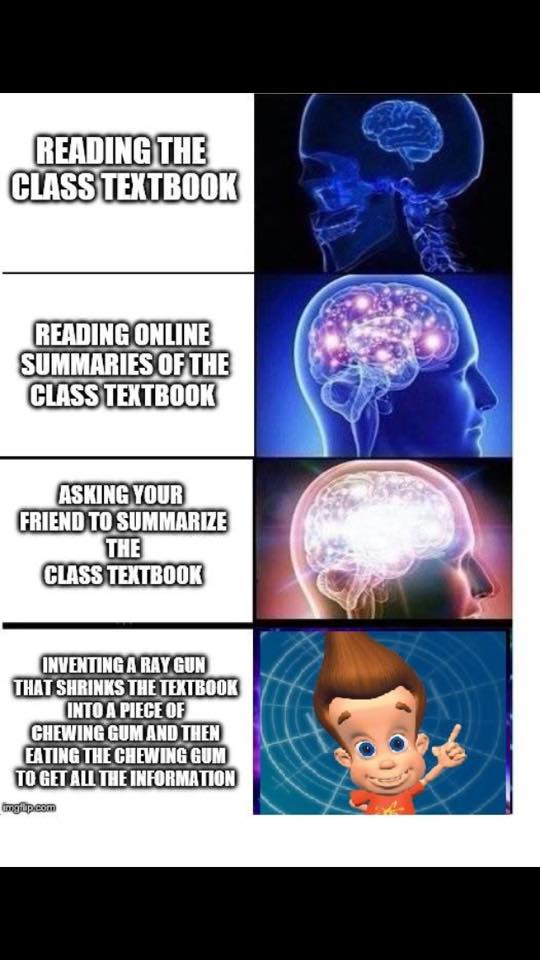 READING THE
CLASS TEXTBOOK
READING ONLINE
SUMMARIES OF THE
CLASS TEXTBOOK
ASKING YOUR
FRIEND TO SUMMARIZE
THE
CLASS TEXTBOOK
INVENTING A RAY GUN
THAT SHRINKS THE TEXTBOOK
INTO A PIECE OF
CHEWING GUM AND THEN
EATING THE CHEWING GUM
TO GET ALL THE INFORMATION
imgflip.com